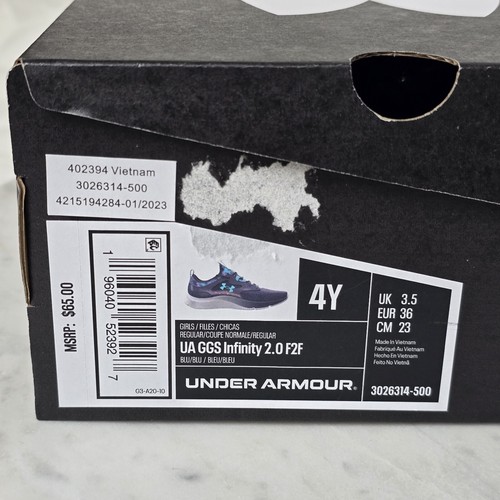 402394 Vietnam
3026314-500
4215194284-01/2023
MSRP: $65.00
1 96040 52392 7
G3-A20-10
GIRLS / FILLES / CHICAS
REGULAR/COUPE NORMALE/REGULAR
UA GGS Infinity 2.0 F2F
BLU/BLU / BLEU/BLEU
UNDER ARMOUR.
4Y
UK 3.5
EUR 36
CM 23
Made In Vietnam
Fabriqué Au Vietnam
Hecho En Vietnam
Feito No Vietnã
3026314-500